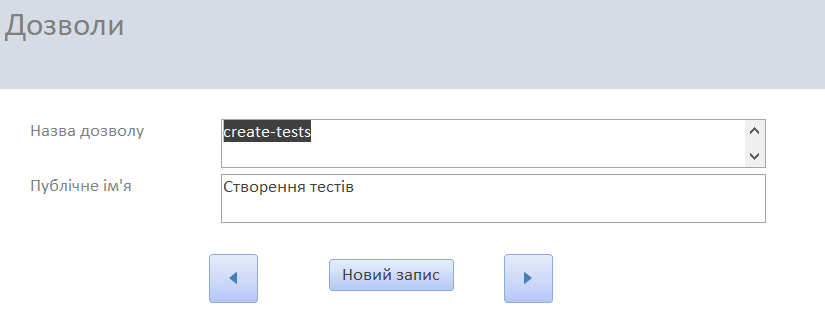 Дозволи
Назва дозволу
create-tests
Публічне ім'я
Створення тестів
Новий запис